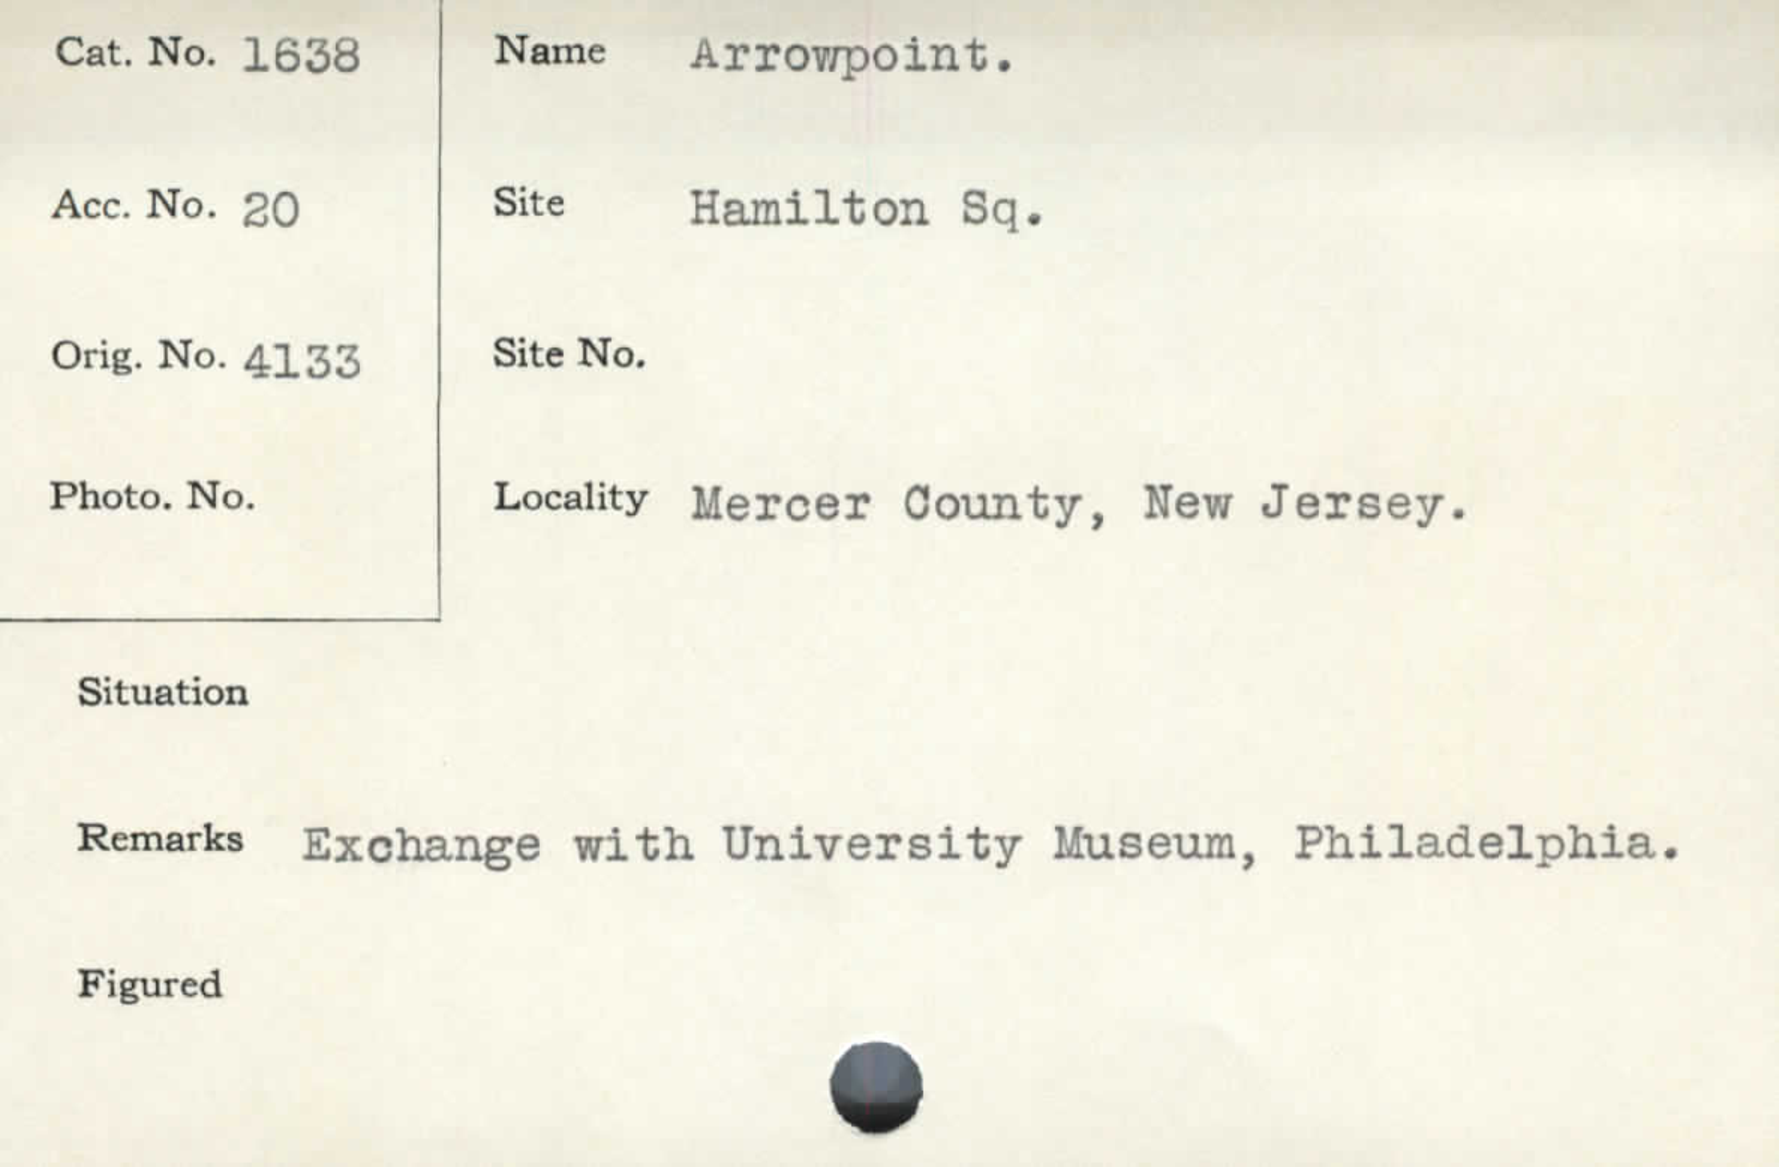 Cat. No. 1638
Name Arrowpoint.
Acc. No. 20
Site Hamilton Sq.
Orig. No. 4133
Site No.
Photo. No.
Locality Mercer County, New Jersey.
Situation
Remarks Exchange with University Museum, Philadelphia.
Figured